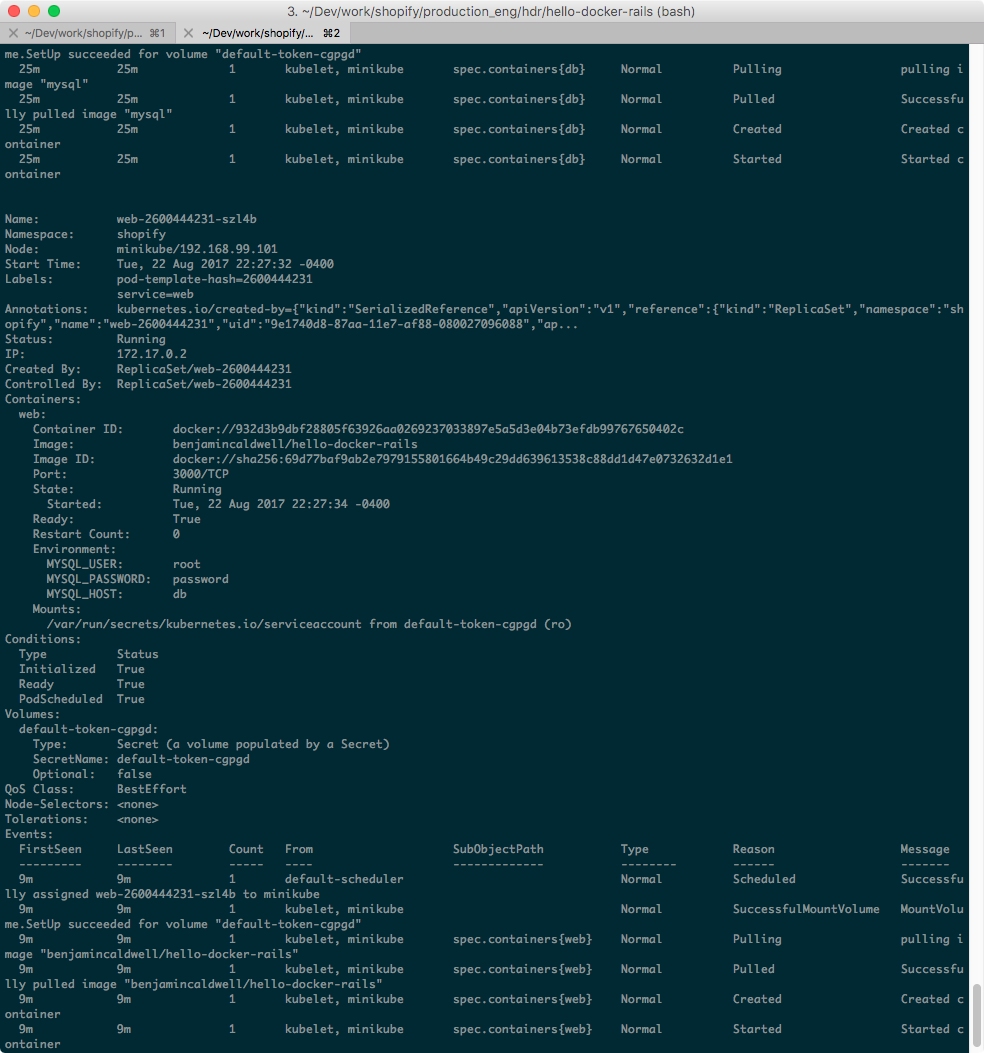 3. ~/Dev/work/shopify/production_eng/hdr/hello-docker-rails (bash)
~/Dev/work/shopify/p... ⌘1 ~/Dev/work/shopify/... ⌘2
me.SetUp succeeded for volume "default-token-cgpgd"
25m 25m 1 kubelet, minikube spec.containers{db} Normal Pulling pulling i
mage "mysql"
25m 25m 1 kubelet, minikube spec.containers{db} Normal Pulled Successfu
lly pulled image "mysql"
25m 25m 1 kubelet, minikube spec.containers{db} Normal Created Created c
ontainer
25m 25m 1 kubelet, minikube spec.containers{db} Normal Started Started c
ontainer
Name: web-2600444231-szl4b
Namespace: shopify
Node: minikube/192.168.99.101
Start Time: Tue, 22 Aug 2017 22:27:32 -0400
Labels: pod-template-hash=2600444231
service=web
Annotations: kubernetes.io/created-by={"kind":"SerializedReference","apiVersion":"v1","reference":{"kind":"ReplicaSet","namespace":"sh
opify","name":"web-2600444231","uid":"9e1740d8-87aa-11e7-af88-080027096088","ap...
Status: Running
IP: 172.17.0.2
Created By: ReplicaSet/web-2600444231
Controlled By: ReplicaSet/web-2600444231
Containers:
web:
Container ID: docker://932d3b9dbf28805f63926aa0269237033897e5a5d3e04b73efdb99767650402c
Image: benjamincaldwell/hello-docker-rails
Image ID: docker://sha256:69d77baf9ab2e7979155801664b49c29dd639613538c88dd1d47e0732632d1e1
Port: 3000/TCP
State: Running
Started: Tue, 22 Aug 2017 22:27:34 -0400
Ready: True
Restart Count: 0
Environment:
MYSQL_USER: root
MYSQL_PASSWORD: password
MYSQL_HOST: db
Mounts:
/var/run/secrets/kubernetes.io/serviceaccount from default-token-cgpgd (ro)
Conditions:
Type Status
Initialized True
Ready True
PodScheduled True
Volumes:
default-token-cgpgd:
Type: Secret (a volume populated by a Secret)
SecretName: default-token-cgpgd
Optional: false
QoS Class: BestEffort
Node-Selectors: <none>
Tolerations: <none>
Events:
FirstSeen LastSeen Count From SubObjectPath Type Reason Message
--------- -------- ----- ---- ------------- -------- ------ -------
9m 9m 1 default-scheduler Normal Scheduled Successfu
lly assigned web-2600444231-szl4b to minikube
9m 9m 1 kubelet, minikube Normal SuccessfulMountVolume MountVolu
me.SetUp succeeded for volume "default-token-cgpgd"
9m 9m 1 kubelet, minikube spec.containers{web} Normal Pulling pulling i
mage "benjamincaldwell/hello-docker-rails"
9m 9m 1 kubelet, minikube spec.containers{web} Normal Pulled Successfu
lly pulled image "benjamincaldwell/hello-docker-rails"
9m 9m 1 kubelet, minikube spec.containers{web} Normal Created Created c
ontainer
9m 9m 1 kubelet, minikube spec.containers{web} Normal Started Started c
ontainer